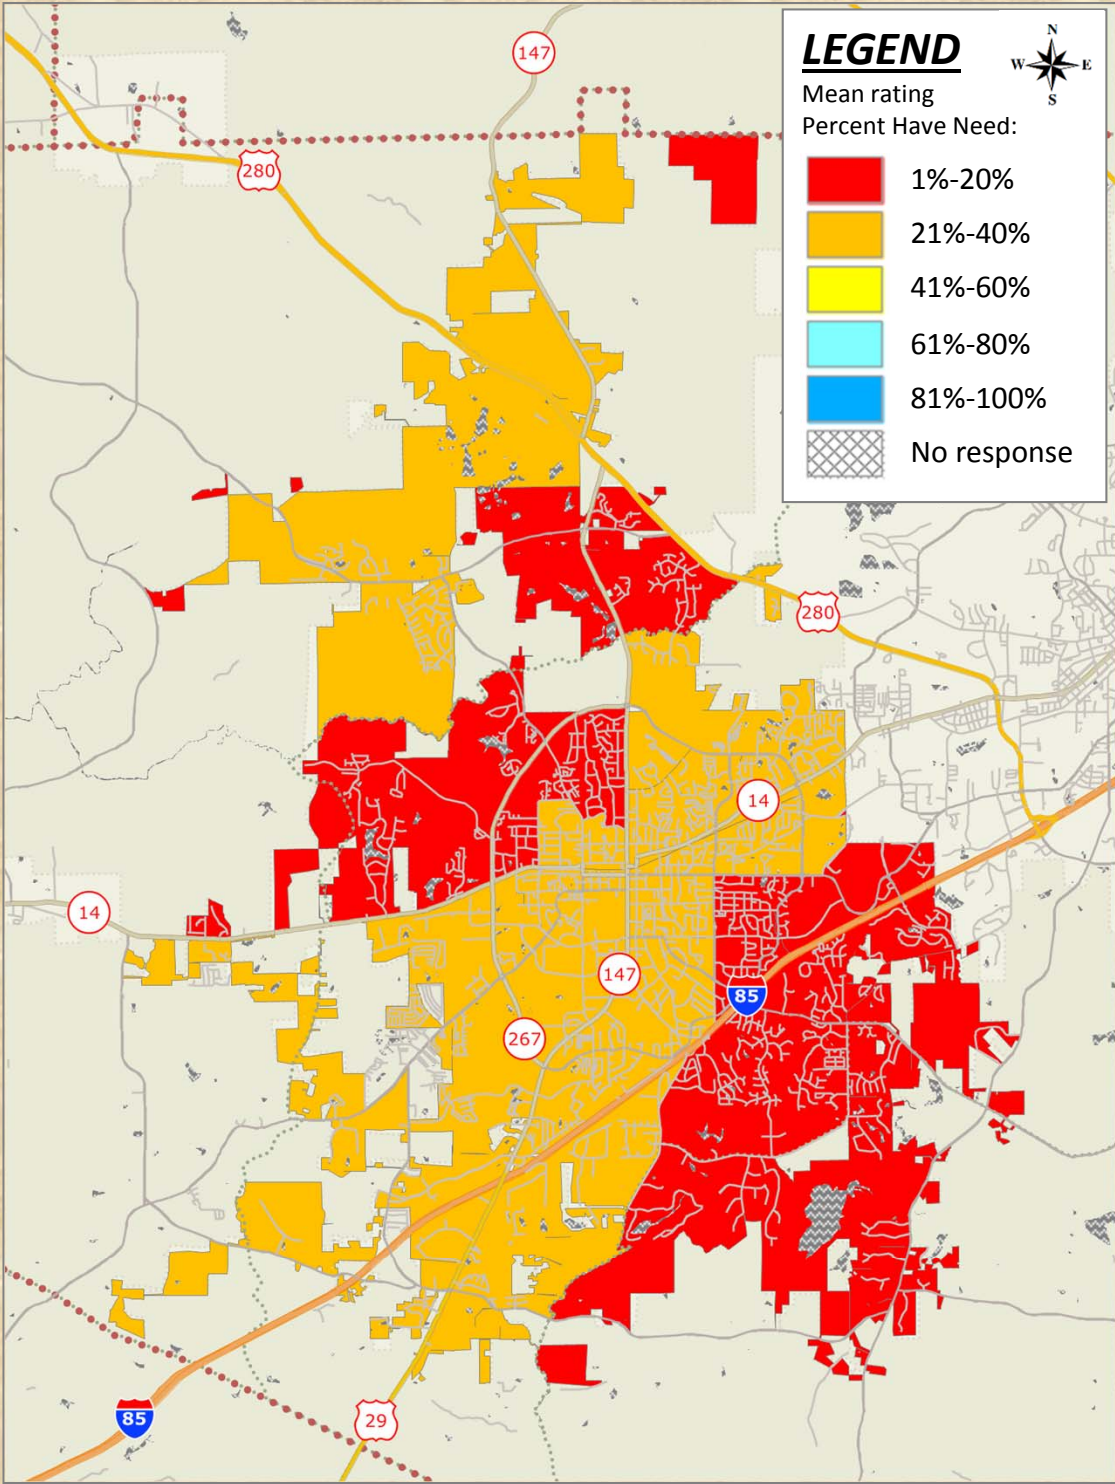 147
LEGEND
N
W E
S
Mean rating
Percent Have Need:
280
1%-20%
21%-40%
41%-60%
61%-80%
81%-100%
No response
280
14
14
147
85
267
85
29